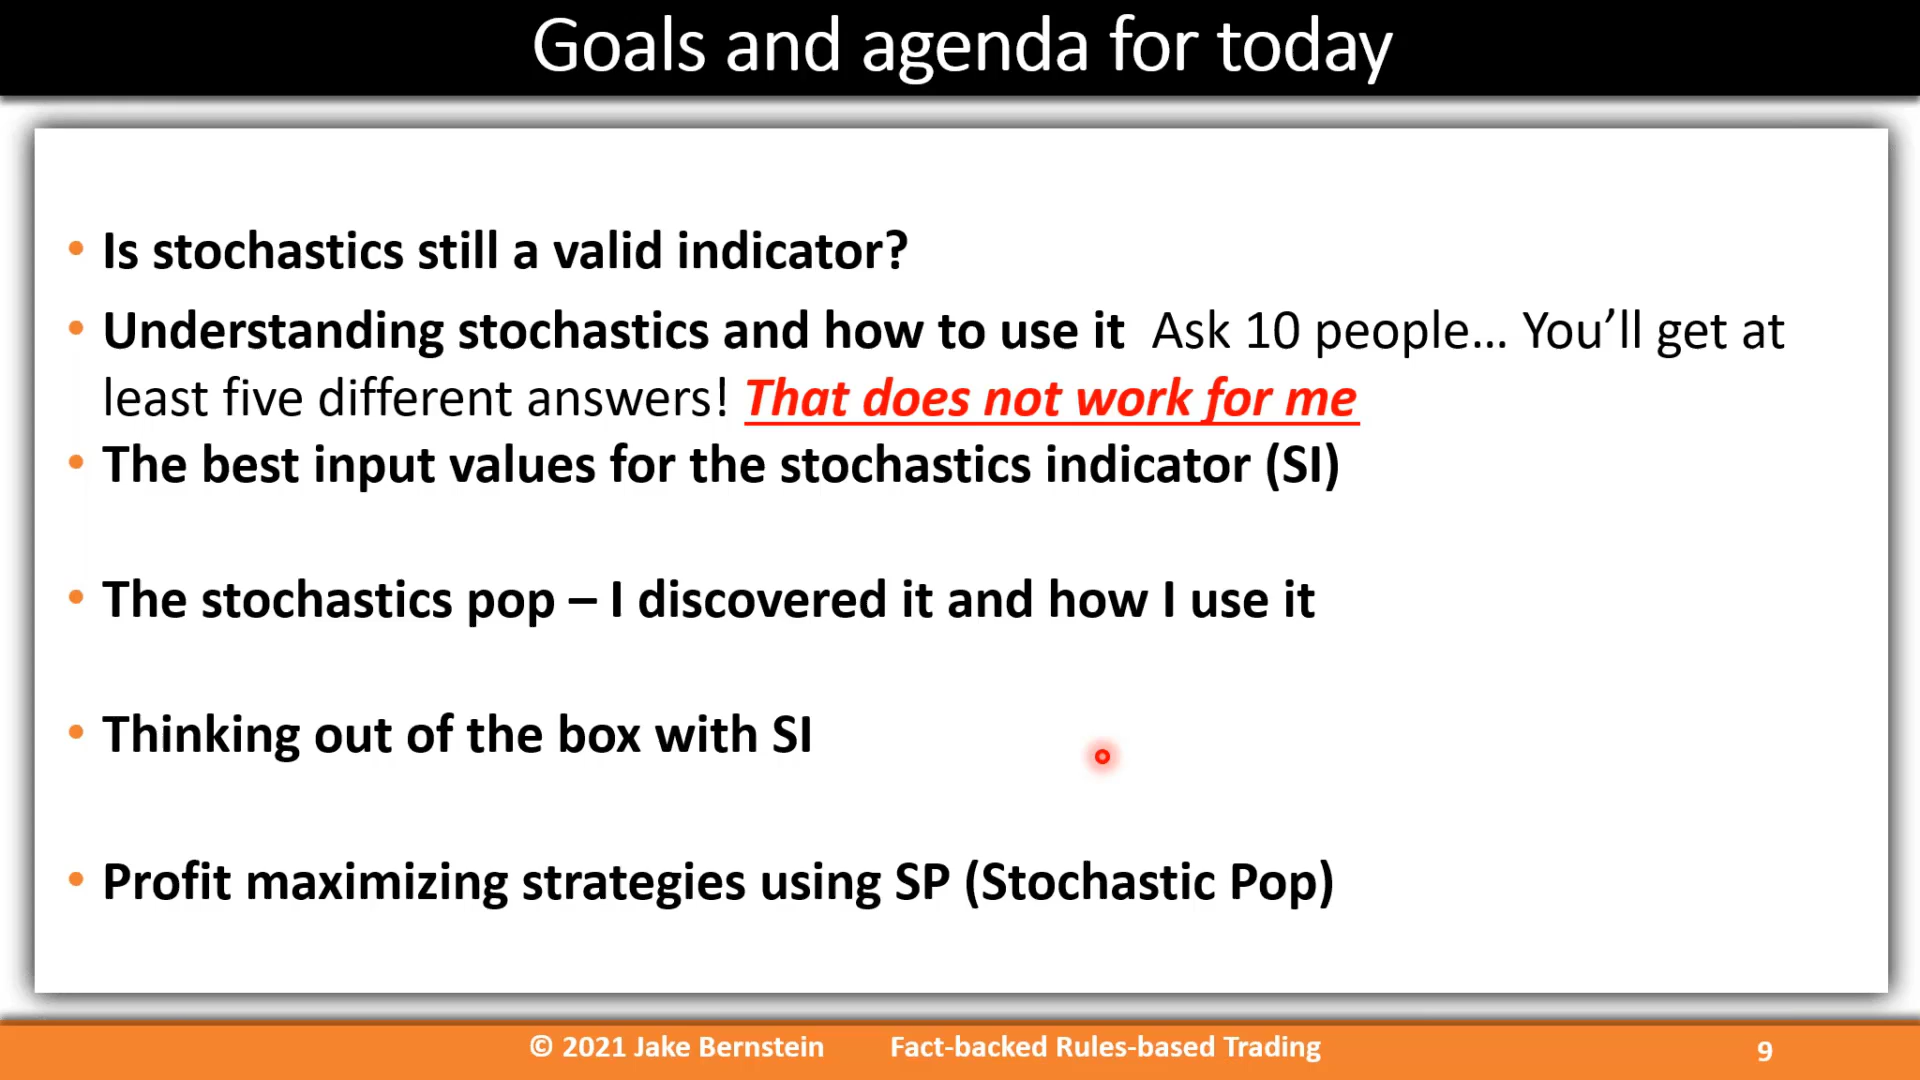 Goals and agenda for today
• Is stochastics still a valid indicator?
• Understanding stochastics and how to use it  Ask 10 people... You’ll get at
least five different answers! That does not work for me
• The best input values for the stochastics indicator (SI)
• The stochastics pop – I discovered it and how I use it
• Thinking out of the box with SI
• Profit maximizing strategies using SP (Stochastic Pop)
© 2021 Jake Bernstein Fact-backed Rules-based Trading 9